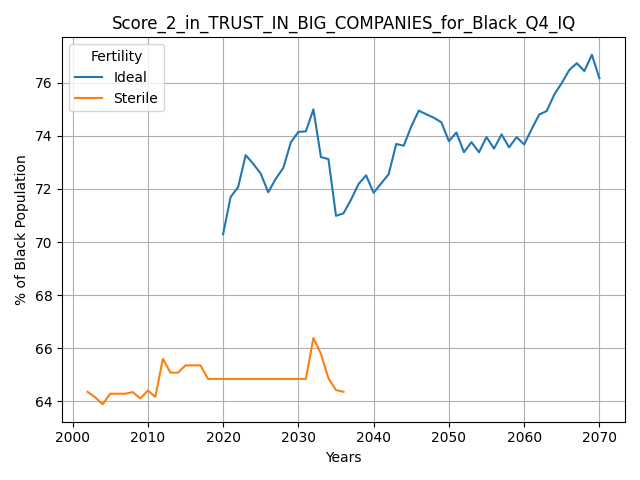 Score_2_in_TRUST_IN_BIG_COMPANIES_for_Black_Q4_IQ
Fertility
Ideal
Sterile
% of Black Population
76
74
72
70
68
66
64
2000 2010 2020 2030 2040 2050 2060 2070
Years